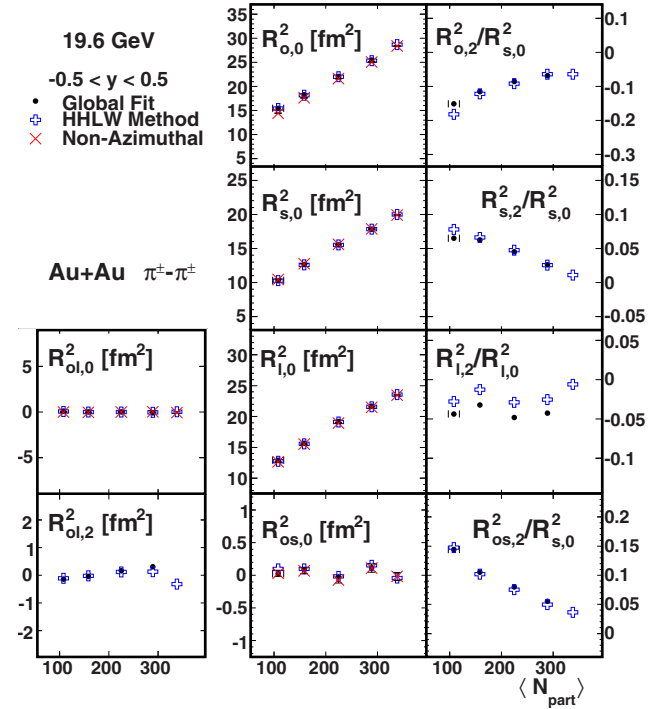 19.6 GeV
-0.5 < y < 0.5
Global Fit
HHLW Method
Non-Azimuthal
Au+Au π±-π±
R²o,0 [fm²]
35
30
25
20
15
10
5
R²o,2/R²s,0
0.1
0
-0.1
-0.2
-0.3
R²s,0 [fm²]
25
20
15
10
5
R²s,2/R²s,0
0.15
0.1
0.05
0
-0.05
R²ol,0 [fm²]
5
0
-5
R²l,0 [fm²]
30
25
20
15
10
R²l,2/R²l,0
0
-0.05
-0.1
R²ol,2 [fm²]
2
1
0
-1
-2
100 200 300
R²os,0 [fm²]
1
0.5
0
-0.5
-1
100 200 300
R²os,2/R²s,0
0.2
0.15
0.1
0.05
0
100 200 300
⟨ Npart ⟩